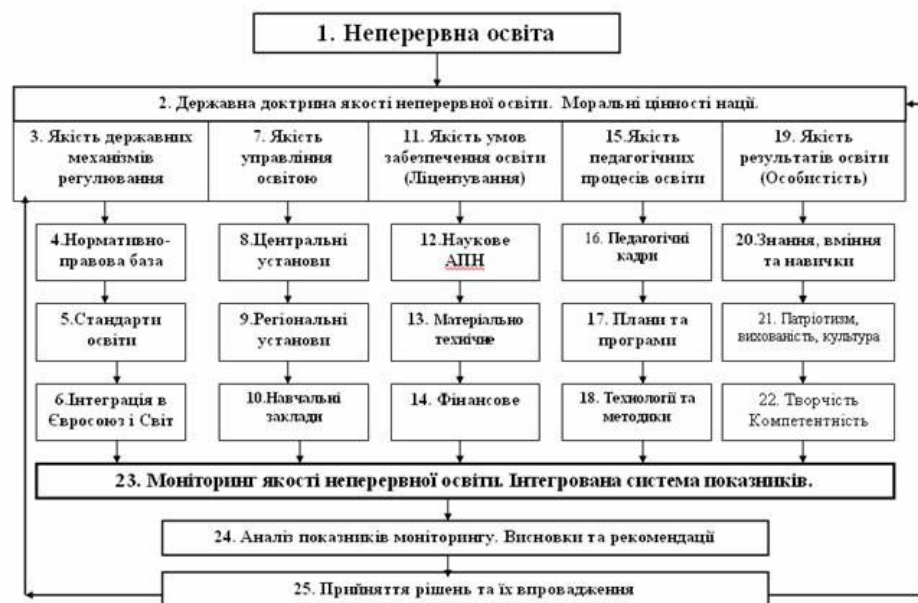 1. Неперервна освіта
2. Державна доктрина якості неперервної освіти. Моральні цінності нації.
3. Якість державних
механізмів
регулювання
7. Якість
управління
освітою
11. Якість умов
забезпечення освіти
(Ліцензування)
15.Якість
педагогічних
процесів освіти
19. Якість
результатів освіти
(Особистість)
4.Нормативно-
правова база
8.Центральні
установи
12.Наукове
АПН
16. Педагогічні
кадри
20.Знання, вміння
та навички
5.Стандарти
освіти
9.Регіональні
установи
13. Матеріально
технічне
17. Плани та
програми
21. Патріотизм,
вихованість, культура
6.Інтеграція в
Євросоюз і Світ
10.Навчальні
заклади
14. Фінансове
18. Технології та
методики
22. Творчість
Компетентність
23. Моніторинг якості неперервної освіти. Інтегрована система показників.
24. Аналіз показників моніторингу. Висновки та рекомендації
25. Прийняття рішень та їх впровадження